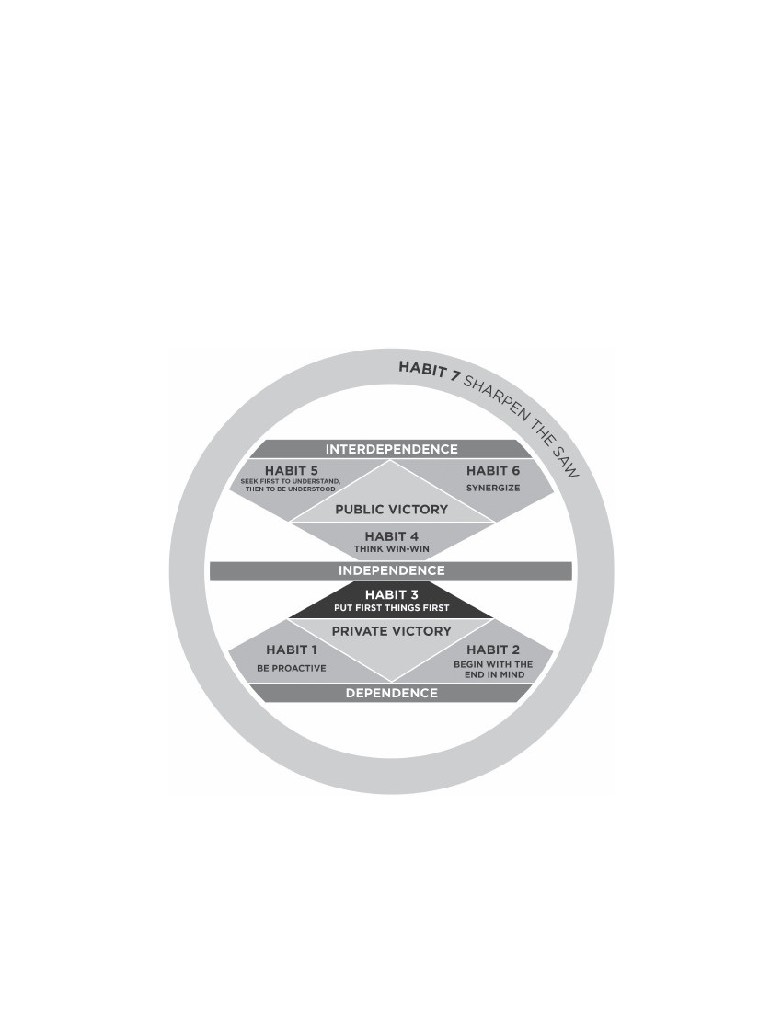 HABIT 7 SHARPEN THE SAW
INTERDEPENDENCE
HABIT 5
SEEK FIRST TO UNDERSTAND,
THEN TO BE UNDERSTOOD
HABIT 6
SYNERGIZE
PUBLIC VICTORY
HABIT 4
THINK WIN-WIN
INDEPENDENCE
HABIT 3
PUT FIRST THINGS FIRST
PRIVATE VICTORY
HABIT 1
BE PROACTIVE
HABIT 2
BEGIN WITH THE
END IN MIND
DEPENDENCE